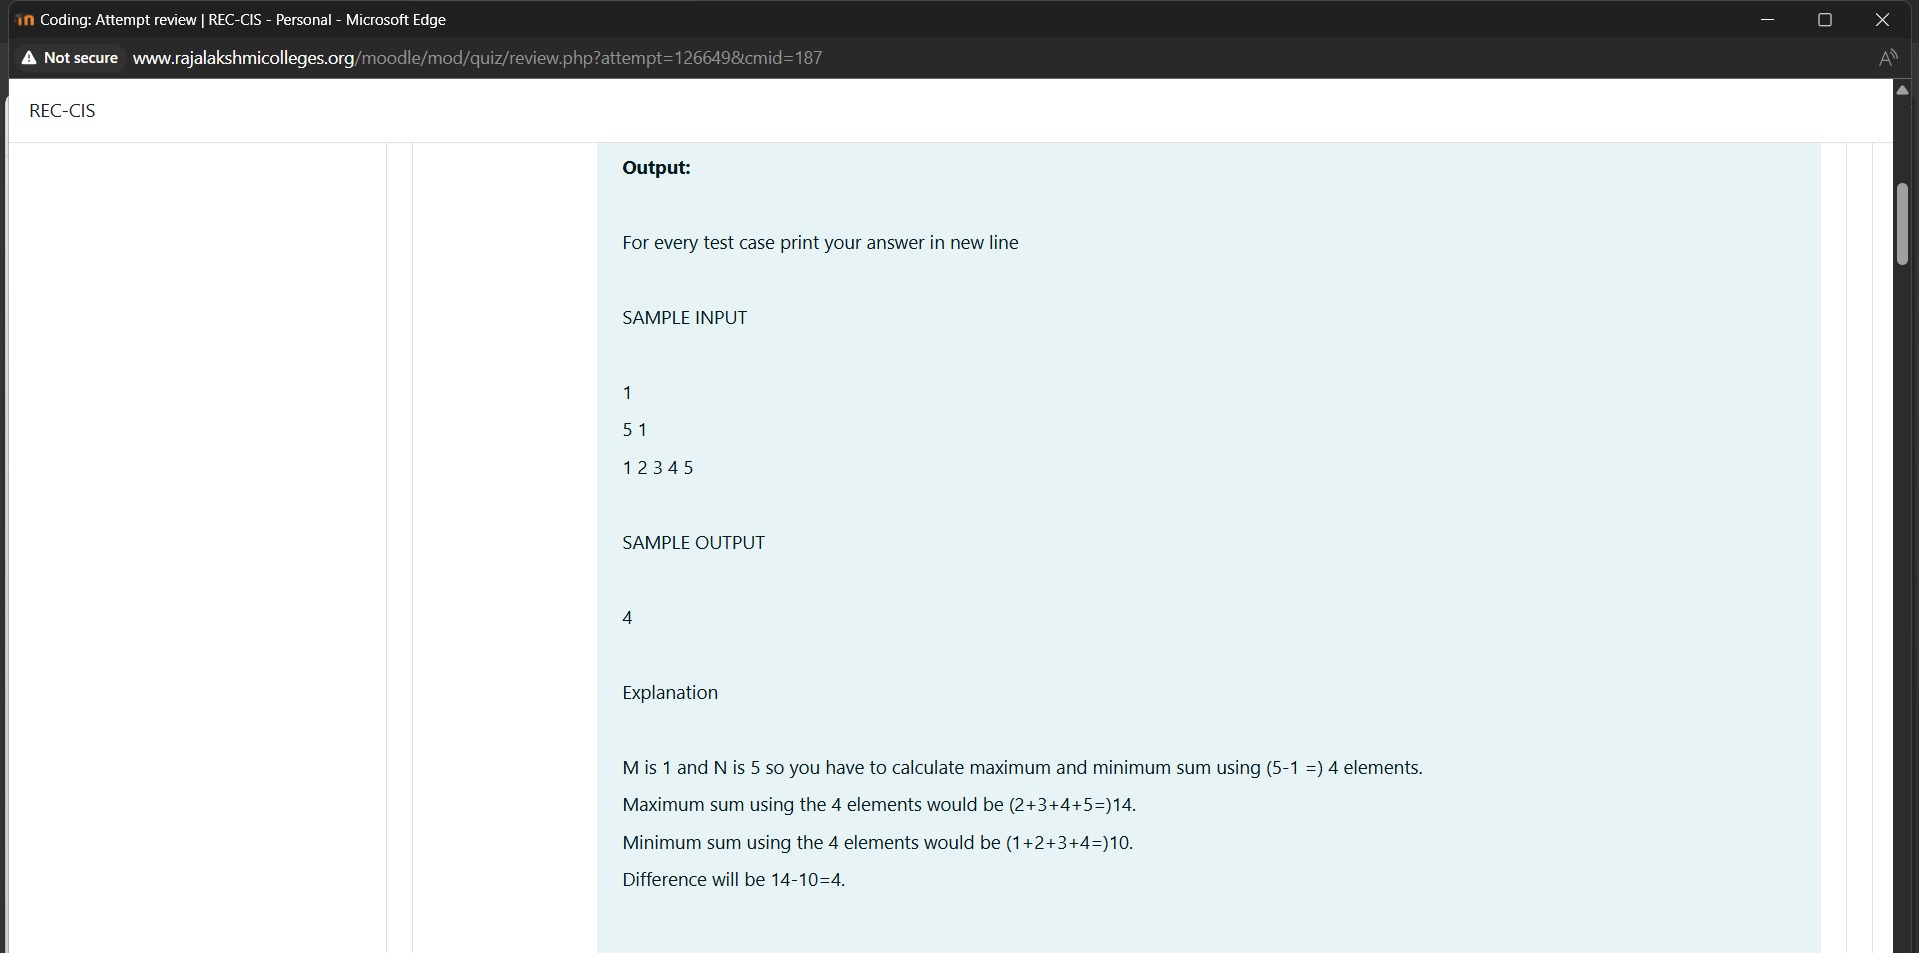 Coding: Attempt review | REC-CIS - Personal - Microsoft Edge
Not secure www.rajalakshmicolleges.org/moodle/mod/quiz/review.php?attempt=126649&cmid=187
REC-CIS
Output:
For every test case print your answer in new line
SAMPLE INPUT
1
5 1
1 2 3 4 5
SAMPLE OUTPUT
4
Explanation
M is 1 and N is 5 so you have to calculate maximum and minimum sum using (5-1 =) 4 elements.
Maximum sum using the 4 elements would be (2+3+4+5=)14.
Minimum sum using the 4 elements would be (1+2+3+4=)10.
Difference will be 14-10=4.